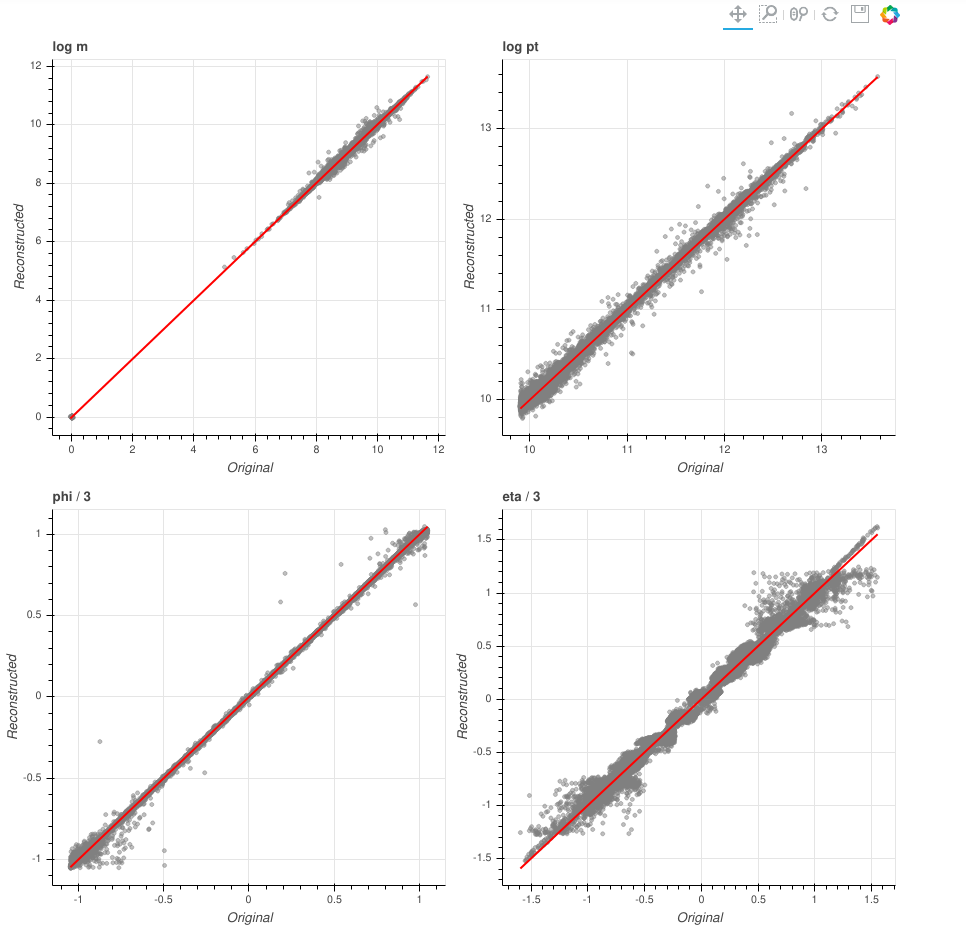 log m
12
10
8
6
4
2
0
Reconstructed
0 2 4 6 8 10 12
Original
log pt
13
12
11
10
Reconstructed
10 11 12 13
Original
phi / 3
1
0.5
0
-0.5
-1
Reconstructed
-1 -0.5 0 0.5 1
Original
eta / 3
1.5
1
0.5
0
-0.5
-1
-1.5
Reconstructed
-1.5 -1 -0.5 0 0.5 1 1.5
Original